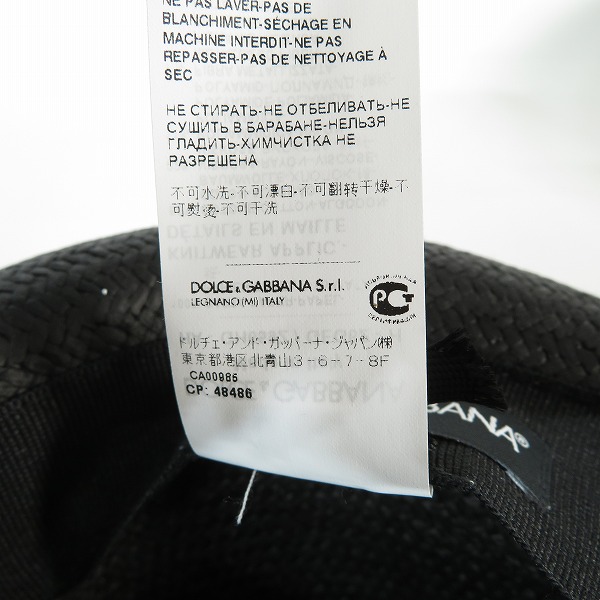 NE PAS LAVER-PAS DE
BLANCHIMENT-SÉCHAGE EN
MACHINE INTERDIT-NE PAS
REPASSER-PAS DE NETTOYAGE À
SEC
НЕ СТИРАТЬ-НЕ ОТБЕЛИВАТЬ-НЕ
СУШИТЬ В БАРАБАНЕ-НЕЛЬЗЯ
ГЛАДИТЬ-ХИМЧИСТКА НЕ
РАЗРЕШЕНА
不可水洗-不可漂白-不可翻转干燥-不
可熨烫-不可干洗
DOLCE & GABBANA S.r.l.
LEGNANO (MI) ITALY
РСТ
ドルチェ・アンド・ガッバーナ・ジャパン㈱
東京都港区北青山3-6-7-8F
CA00985
CP: 48486
BBANA®